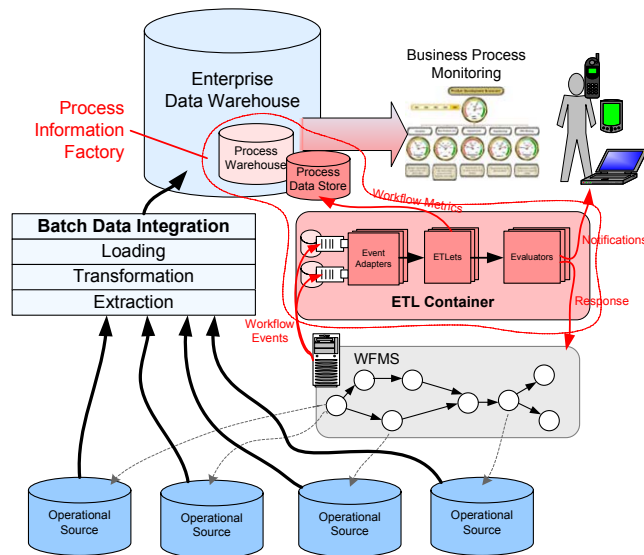 Enterprise
Data Warehouse
Business Process
Monitoring
Process
Information
Factory
Process
Warehouse
Process
Data Store
Workflow Metrics
Batch Data Integration
Loading
Transformation
Extraction
Event
Adapters
ETLets
Evaluators
Notifications
ETL Container
Response
Workflow
Events
WFMS
Operational
Source
Operational
Source
Operational
Source
Operational
Source